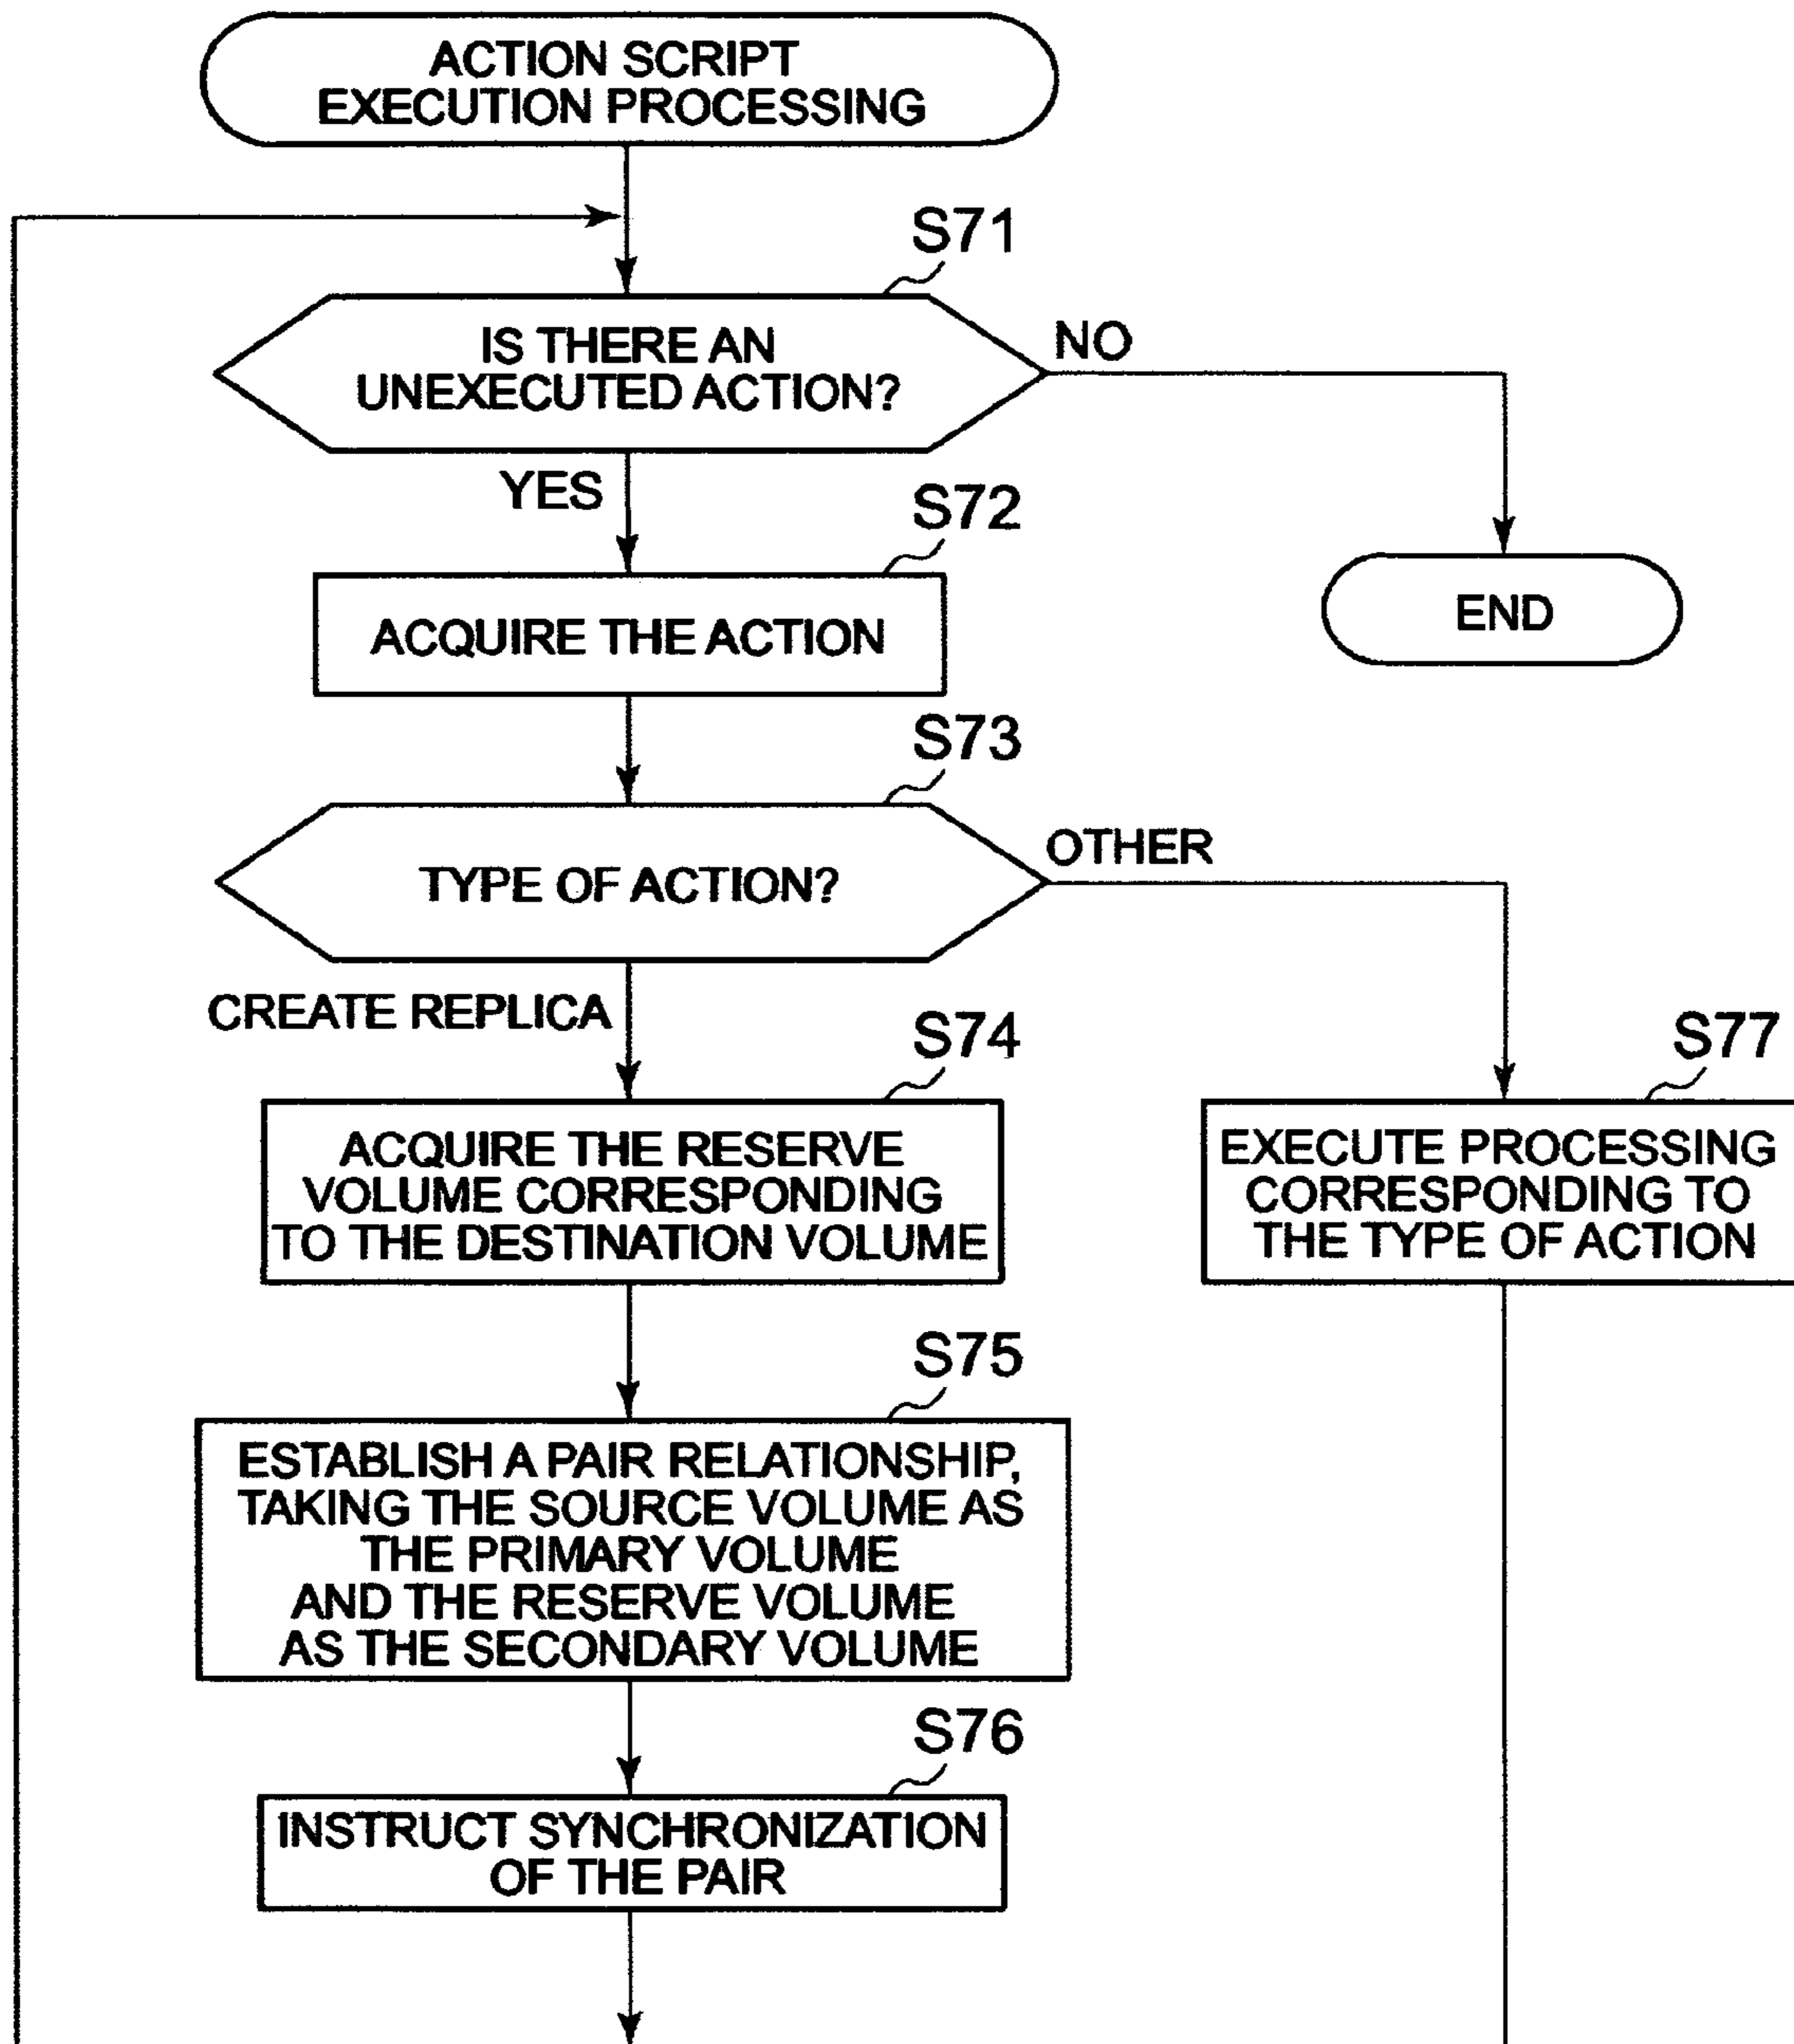 ACTION SCRIPT
EXECUTION PROCESSING
S71
IS THERE AN
UNEXECUTED ACTION?
NO
YES
S72
ACQUIRE THE ACTION
END
S73
TYPE OF ACTION?
OTHER
CREATE REPLICA
S74
ACQUIRE THE RESERVE
VOLUME CORRESPONDING
TO THE DESTINATION VOLUME
S77
EXECUTE PROCESSING
CORRESPONDING TO
THE TYPE OF ACTION
S75
ESTABLISH A PAIR RELATIONSHIP,
TAKING THE SOURCE VOLUME AS
THE PRIMARY VOLUME
AND THE RESERVE VOLUME
AS THE SECONDARY VOLUME
S76
INSTRUCT SYNCHRONIZATION
OF THE PAIR